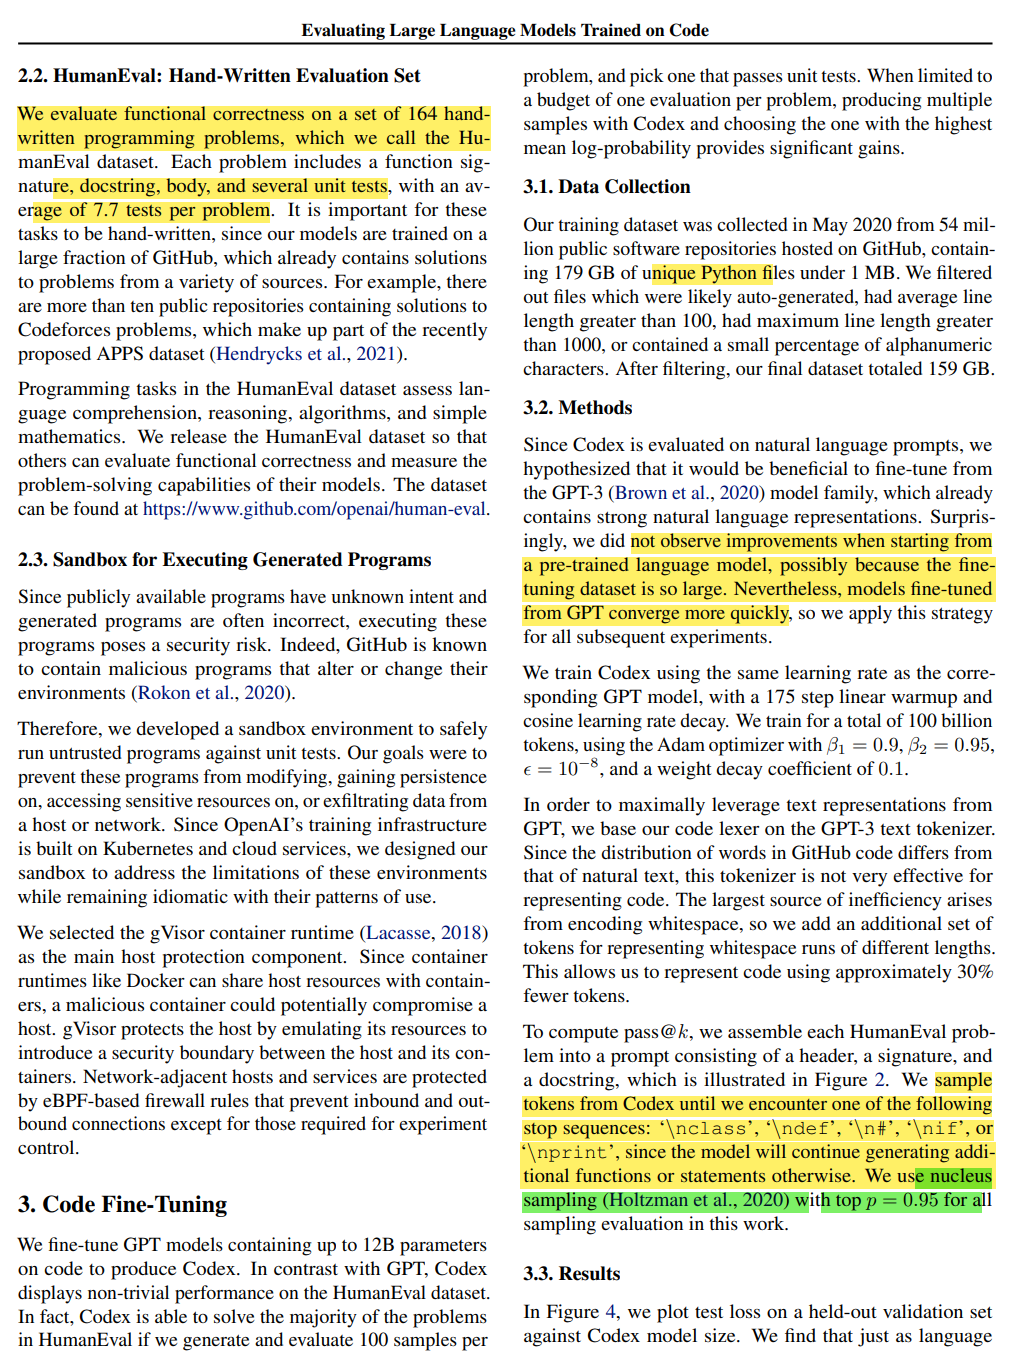 Evaluating Large Language Models Trained on Code
2.2. HumanEval: Hand-Written Evaluation Set
We evaluate functional correctness on a set of 164 hand-
written programming problems, which we call the Hu-
manEval dataset. Each problem includes a function sig-
nature, docstring, body, and several unit tests, with an av-
erage of 7.7 tests per problem. It is important for these
tasks to be hand-written, since our models are trained on a
large fraction of GitHub, which already contains solutions
to problems from a variety of sources. For example, there
are more than ten public repositories containing solutions to
Codeforces problems, which make up part of the recently
proposed APPS dataset (Hendrycks et al., 2021).
Programming tasks in the HumanEval dataset assess lan-
guage comprehension, reasoning, algorithms, and simple
mathematics. We release the HumanEval dataset so that
others can evaluate functional correctness and measure the
problem-solving capabilities of their models. The dataset
can be found at https://www.github.com/openai/human-eval.
2.3. Sandbox for Executing Generated Programs
Since publicly available programs have unknown intent and
generated programs are often incorrect, executing these
programs poses a security risk. Indeed, GitHub is known
to contain malicious programs that alter or change their
environments (Rokon et al., 2020).
Therefore, we developed a sandbox environment to safely
run untrusted programs against unit tests. Our goals were to
prevent these programs from modifying, gaining persistence
on, accessing sensitive resources on, or exfiltrating data from
a host or network. Since OpenAI's training infrastructure
is built on Kubernetes and cloud services, we designed our
sandbox to address the limitations of these environments
while remaining idiomatic with their patterns of use.
We selected the gVisor container runtime (Lacasse, 2018)
as the main host protection component. Since container
runtimes like Docker can share host resources with contain-
ers, a malicious container could potentially compromise a
host. gVisor protects the host by emulating its resources to
introduce a security boundary between the host and its con-
tainers. Network-adjacent hosts and services are protected
by eBPF-based firewall rules that prevent inbound and out-
bound connections except for those required for experiment
control.
3. Code Fine-Tuning
We fine-tune GPT models containing up to 12B parameters
on code to produce Codex. In contrast with GPT, Codex
displays non-trivial performance on the HumanEval dataset.
In fact, Codex is able to solve the majority of the problems
in HumanEval if we generate and evaluate 100 samples per
problem, and pick one that passes unit tests. When limited to
a budget of one evaluation per problem, producing multiple
samples with Codex and choosing the one with the highest
mean log-probability provides significant gains.
3.1. Data Collection
Our training dataset was collected in May 2020 from 54 mil-
lion public software repositories hosted on GitHub, contain-
ing 179 GB of unique Python files under 1 MB. We filtered
out files which were likely auto-generated, had average line
length greater than 100, had maximum line length greater
than 1000, or contained a small percentage of alphanumeric
characters. After filtering, our final dataset totaled 159 GB.
3.2. Methods
Since Codex is evaluated on natural language prompts, we
hypothesized that it would be beneficial to fine-tune from
the GPT-3 (Brown et al., 2020) model family, which already
contains strong natural language representations. Surpris-
ingly, we did not observe improvements when starting from
a pre-trained language model, possibly because the fine-
tuning dataset is so large. Nevertheless, models fine-tuned
from GPT converge more quickly, so we apply this strategy
for all subsequent experiments.
We train Codex using the same learning rate as the corre-
sponding GPT model, with a 175 step linear warmup and
cosine learning rate decay. We train for a total of 100 billion
tokens, using the Adam optimizer with β₁ = 0.9, β₂ = 0.95,
ϵ = 10⁻⁸, and a weight decay coefficient of 0.1.
In order to maximally leverage text representations from
GPT, we base our code lexer on the GPT-3 text tokenizer.
Since the distribution of words in GitHub code differs from
that of natural text, this tokenizer is not very effective for
representing code. The largest source of inefficiency arises
from encoding whitespace, so we add an additional set of
tokens for representing whitespace runs of different lengths.
This allows us to represent code using approximately 30%
fewer tokens.
To compute pass@k, we assemble each HumanEval prob-
lem into a prompt consisting of a header, a signature, and
a docstring, which is illustrated in Figure 2. We sample
tokens from Codex until we encounter one of the following
stop sequences: ‘\nclass’, ‘\ndef’, ‘\n#’, ‘\nif’, or
‘\nprint’, since the model will continue generating addi-
tional functions or statements otherwise. We use nucleus
sampling (Holtzman et al., 2020) with top p = 0.95 for all
sampling evaluation in this work.
3.3. Results
In Figure 4, we plot test loss on a held-out validation set
against Codex model size. We find that just as language